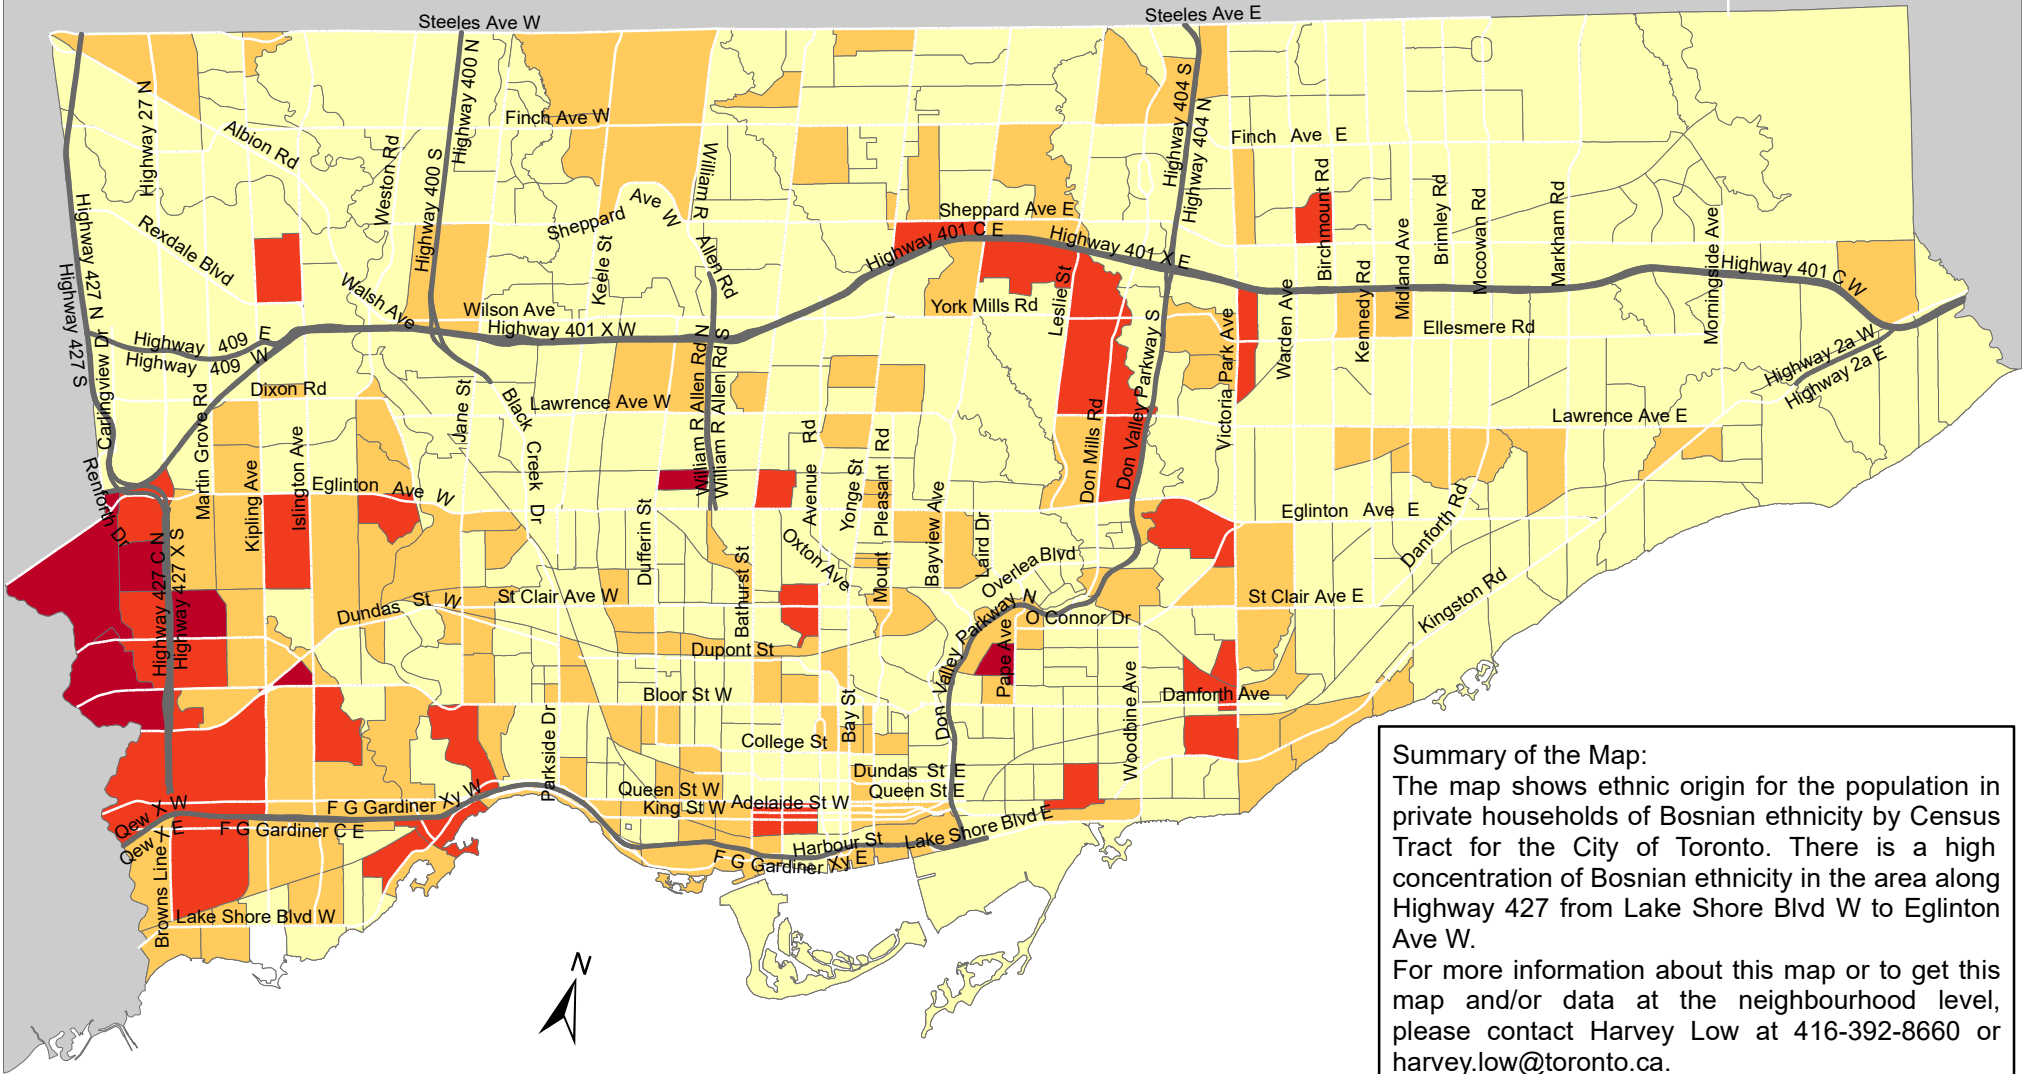 Steeles Ave W
Steeles Ave E
Highway 27 N
Albion Rd
Weston Rd
Highway 400 N
Highway 400 S
Finch Ave W
William R Allen Rd
Highway 404 S
Highway 404 N
Finch Ave E
Highway 427 N
Highway 427 S
Rexdale Blvd
Walsh Ave
Sheppard Ave W
Keele St
Wilson Ave
Highway 401 X W
Highway 401 C E
Sheppard Ave E
Highway 401 X E
York Mills Rd
Leslie St
Birchmount Rd
Warden Ave
Kennedy Rd
Midland Ave
Brimley Rd
Mccowan Rd
Markham Rd
Morningside Ave
Highway 401 C W
Ellesmere Rd
Highway 2a W
Highway 2a E
Highway 409 E
Highway 409 W
Carlingview Dr
Martin Grove Rd
Dixon Rd
Islington Ave
Kipling Ave
Renforth Dr
Eglinton Ave W
Jane St
Black Creek Dr
Lawrence Ave W
William R Allen Rd N
William R Allen Rd S
Dufferin St
Bathurst St
Avenue Rd
Oxton Ave
Yonge St
Mount Pleasant Rd
Bayview Ave
Laird Dr
Overlea Blvd
Don Mills Rd
Don Valley Parkway S
Victoria Park Ave
Lawrence Ave E
Eglinton Ave E
Danforth Rd
Kingston Rd
St Clair Ave E
Highway 427 C N
Highway 427 X S
Dundas St W
St Clair Ave W
Dupont St
Bloor St W
Don Valley Parkway N
O Connor Dr
Pape Ave
Woodbine Ave
Danforth Ave
Parkside Dr
College St
Bay St
Dundas St E
Queen St E
Queen St W
King St W
Adelaide St W
Harbour St
Lake Shore Blvd E
F G Gardiner Xy W
F G Gardiner C E
F G Gardiner Xy E
Qew X W
Qew X E
Browns Line
Lake Shore Blvd W
N
Summary of the Map:
The map shows ethnic origin for the population in
private households of Bosnian ethnicity by Census
Tract for the City of Toronto. There is a high
concentration of Bosnian ethnicity in the area along
Highway 427 from Lake Shore Blvd W to Eglinton
Ave W.
For more information about this map or to get this
map and/or data at the neighbourhood level,
please contact Harvey Low at 416-392-8660 or
harvey.low@toronto.ca.